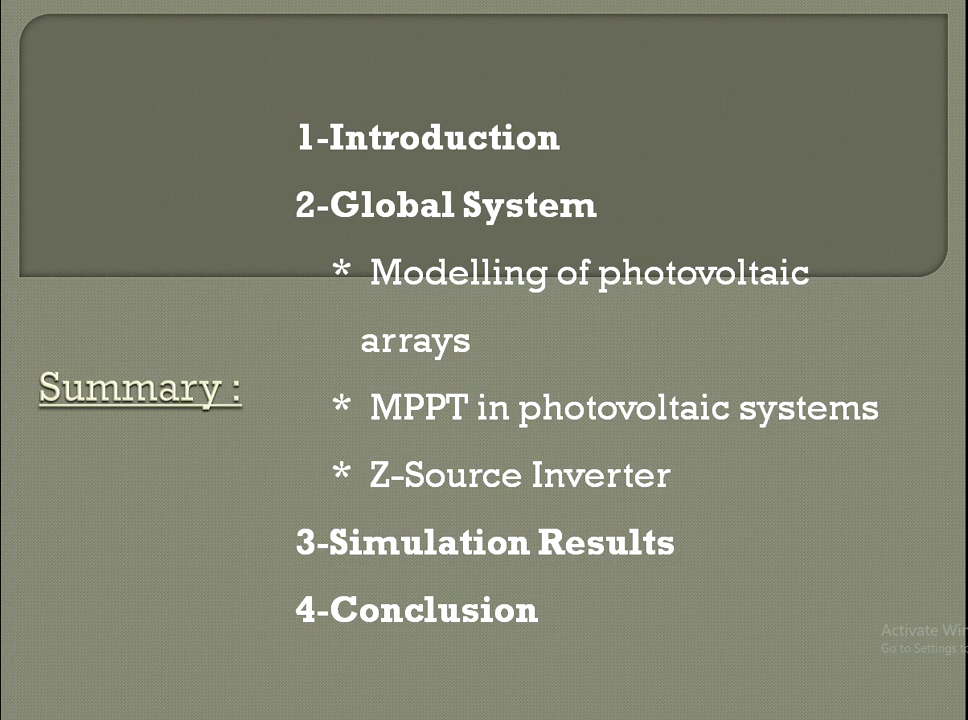 1-Introduction
2-Global System
* Modelling of photovoltaic
arrays
Summary :
* MPPT in photovoltaic systems
* Z-Source Inverter
3-Simulation Results
4-Conclusion
Activate Win
Go to Settings to